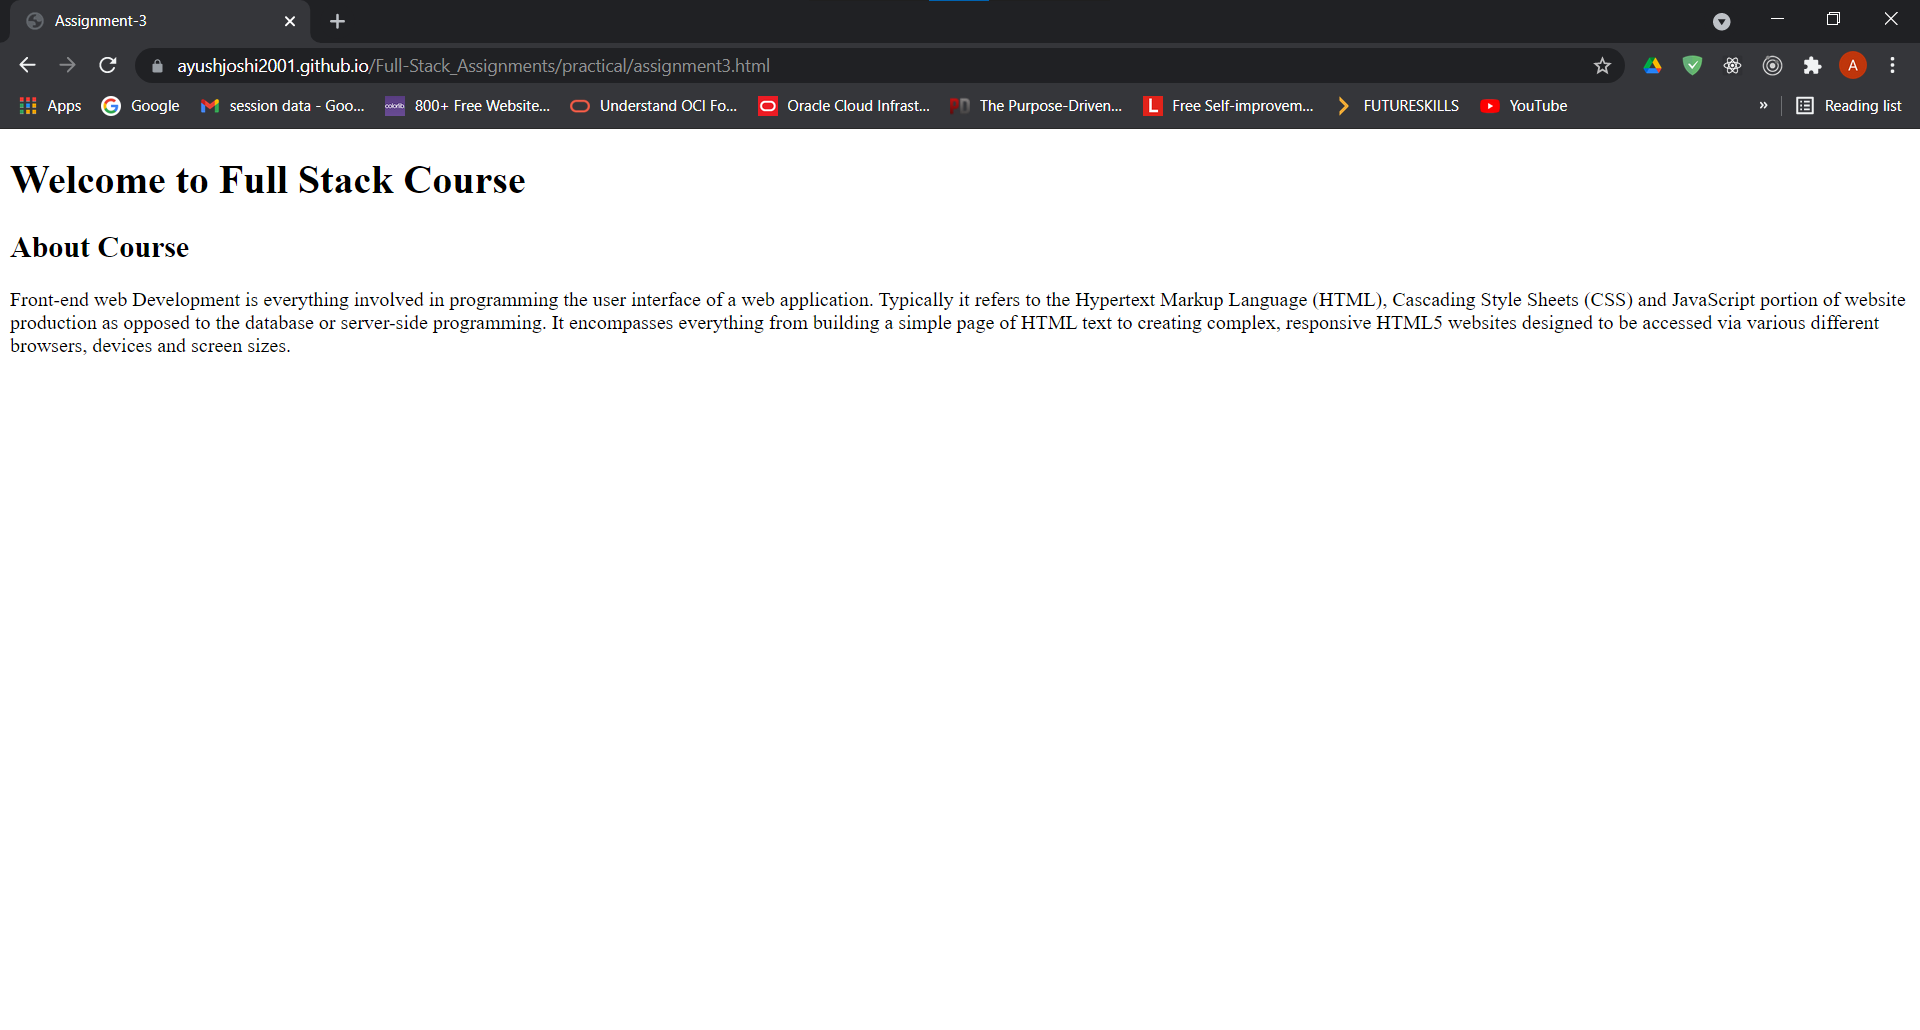 Assignment-3
ayushjoshi2001.github.io/Full-Stack_Assignments/practical/assignment3.html
A
Apps Google session data - Goo... colorlib 800+ Free Website... Understand OCI Fo... Oracle Cloud Infrast... PD The Purpose-Driven... L Free Self-improvem... FUTURESKILLS YouTube » Reading list
Welcome to Full Stack Course
About Course
Front-end web Development is everything involved in programming the user interface of a web application. Typically it refers to the Hypertext Markup Language (HTML), Cascading Style Sheets (CSS) and JavaScript portion of website
production as opposed to the database or server-side programming. It encompasses everything from building a simple page of HTML text to creating complex, responsive HTML5 websites designed to be accessed via various different
browsers, devices and screen sizes.